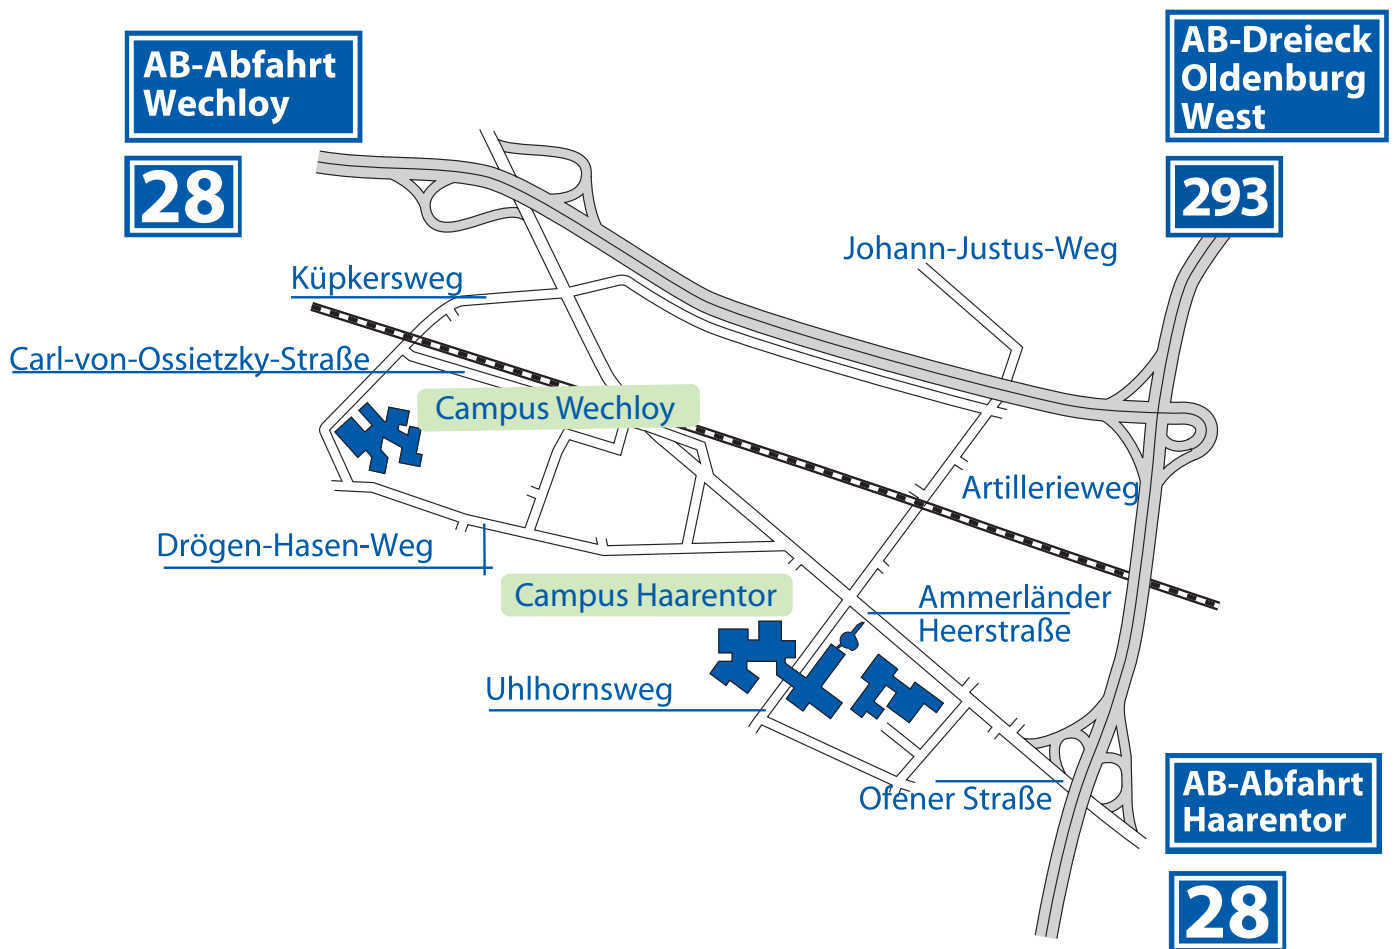 AB-Abfahrt
Wechloy
28
AB-Dreieck
Oldenburg
West
293
Johann-Justus-Weg
Küpkersweg
Carl-von-Ossietzky-Straße
Campus Wechloy
Artillerieweg
Drögen-Hasen-Weg
Campus Haarentor
Ammerländer
Heerstraße
Uhlhornsweg
Ofener Straße
AB-Abfahrt
Haarentor
28